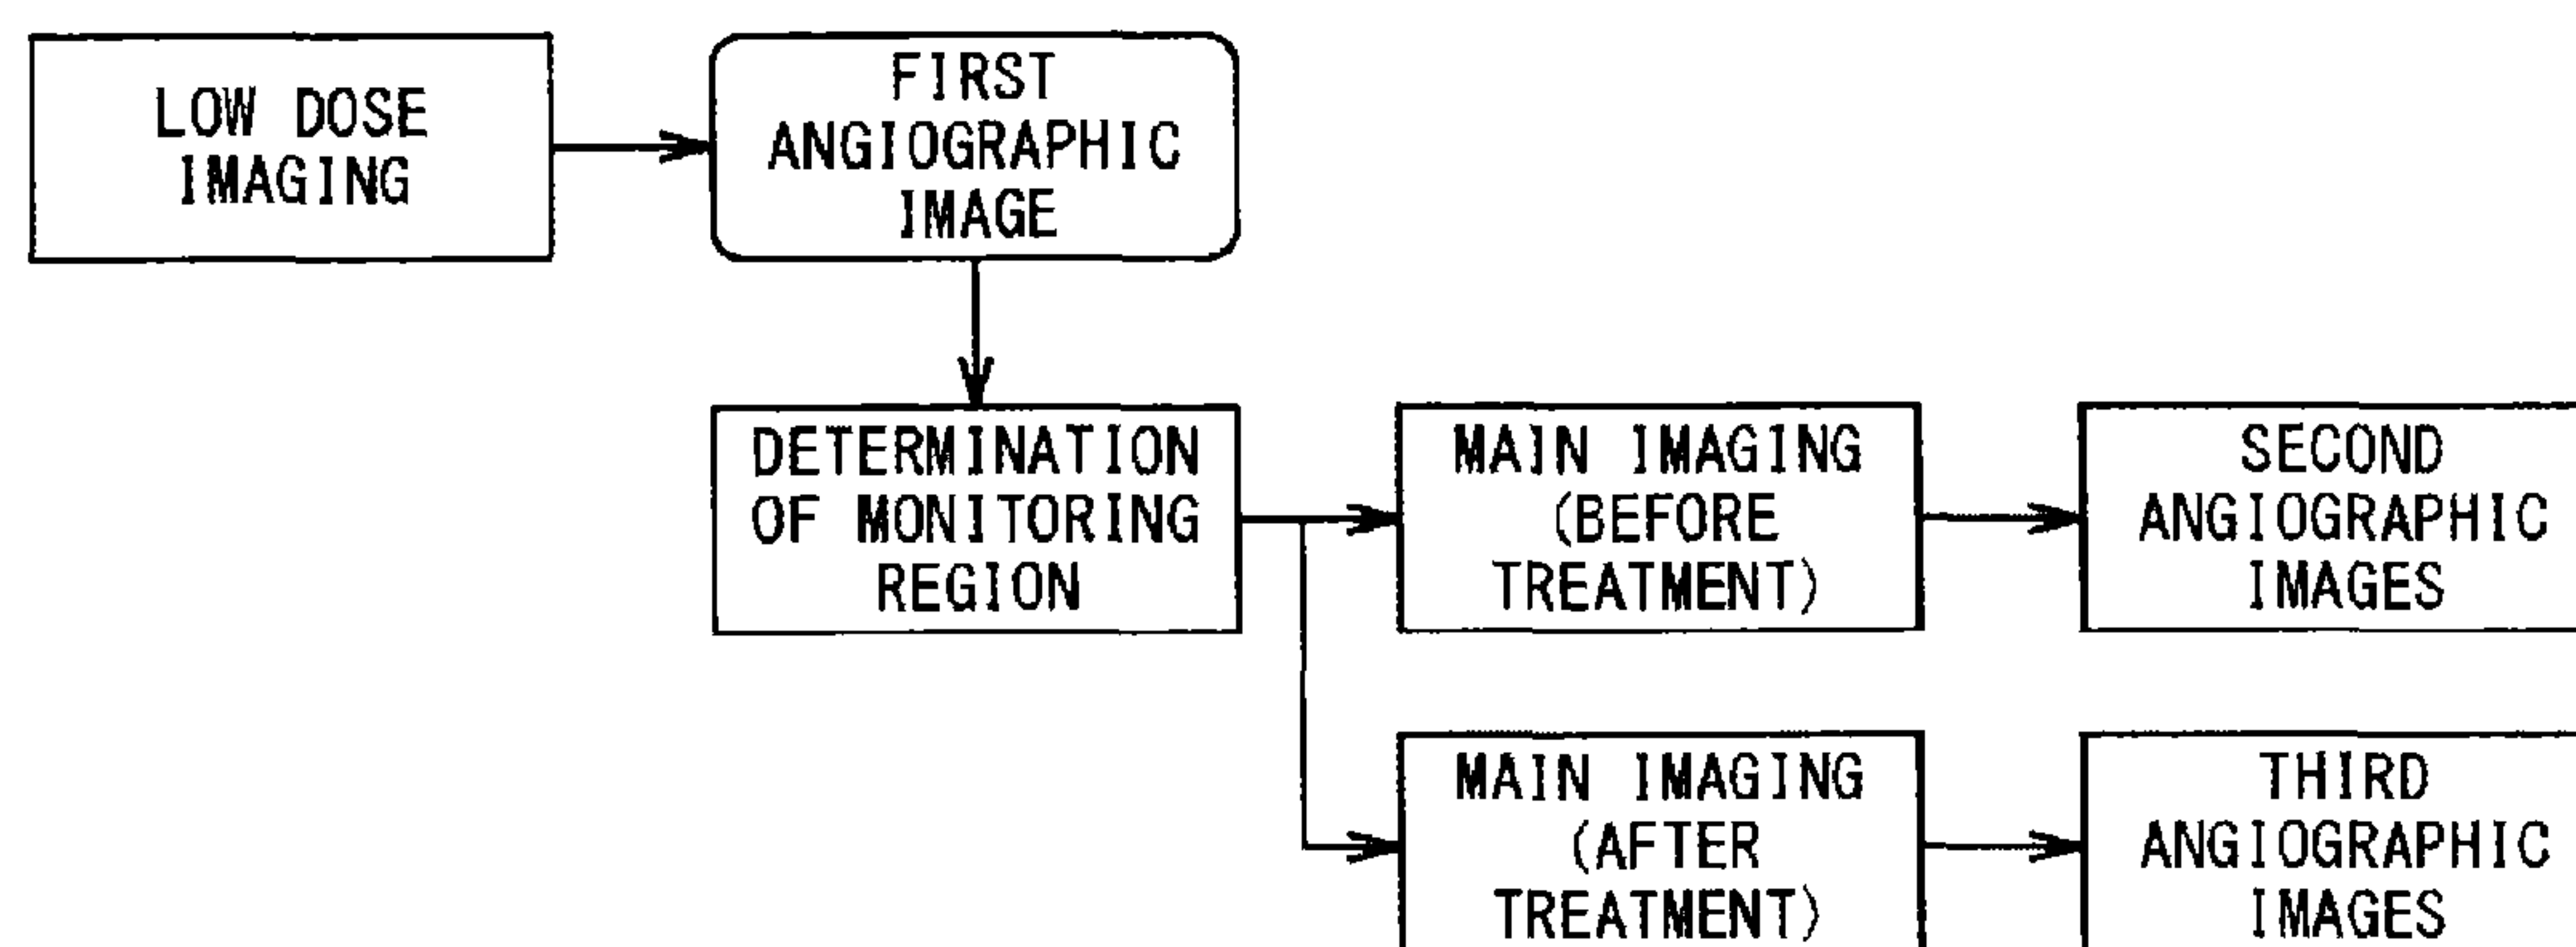 LOW DOSE
IMAGING
FIRST
ANGIOGRAPHIC
IMAGE
DETERMINATION
OF MONITORING
REGION
MAIN IMAGING
(BEFORE
TREATMENT)
SECOND
ANGIOGRAPHIC
IMAGES
MAIN IMAGING
(AFTER
TREATMENT)
THIRD
ANGIOGRAPHIC
IMAGES